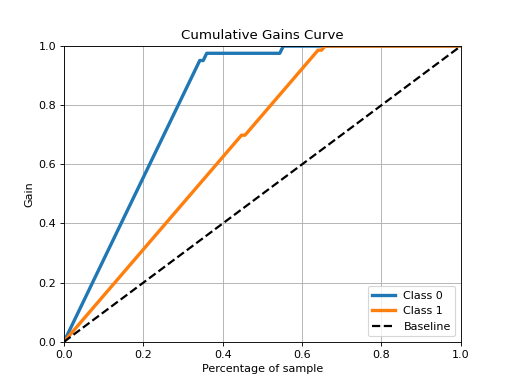 Cumulative Gains Curve
1.0
0.8
0.6
0.4
0.2
0.0
Gain
Class 0
Class 1
Baseline
0.0 0.2 0.4 0.6 0.8 1.0
Percentage of sample